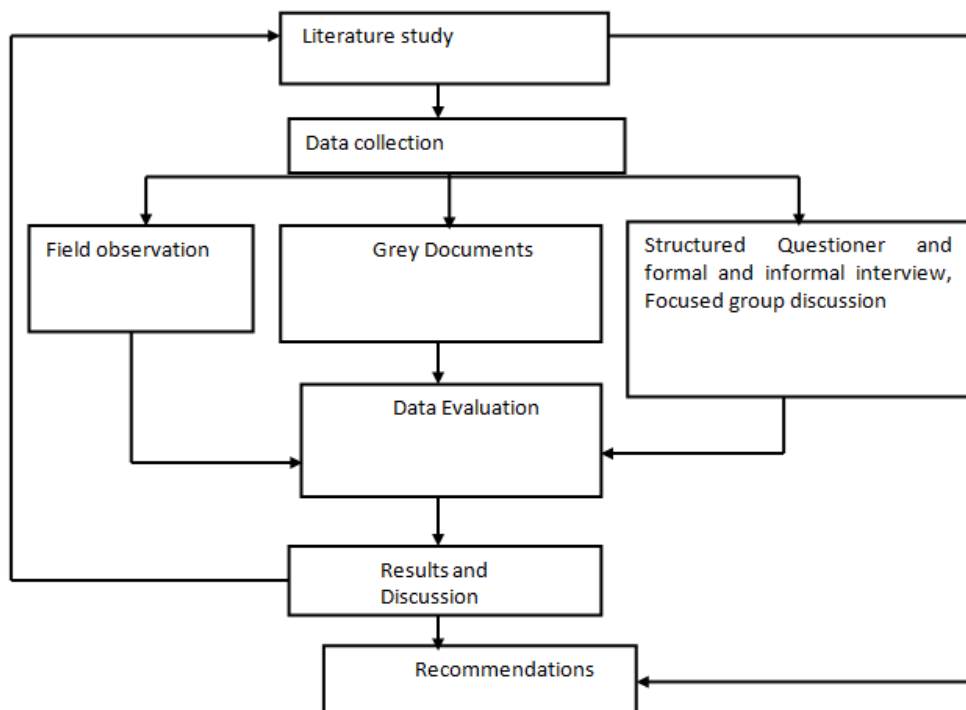 Literature study
Data collection
Field observation
Grey Documents
Structured Questioner and
formal and informal interview,
Focused group discussion
Data Evaluation
Results and
Discussion
Recommendations